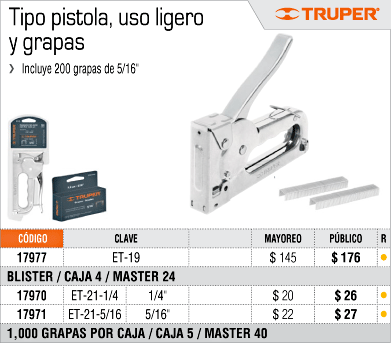 Tipo pistola, uso ligero
y grapas
TRUPER
Incluye 200 grapas de 5/16"
TRUPER
TRUPER
CÓDIGO CLAVE MAYOREO PÚBLICO R
17977 ET-19 $ 145 $ 176
BLISTER / CAJA 4 / MASTER 24
17970 ET-21-1/4 1/4" $ 20 $ 26
17971 ET-21-5/16 5/16" $ 22 $ 27
1,000 GRAPAS POR CAJA / CAJA 5 / MASTER 40